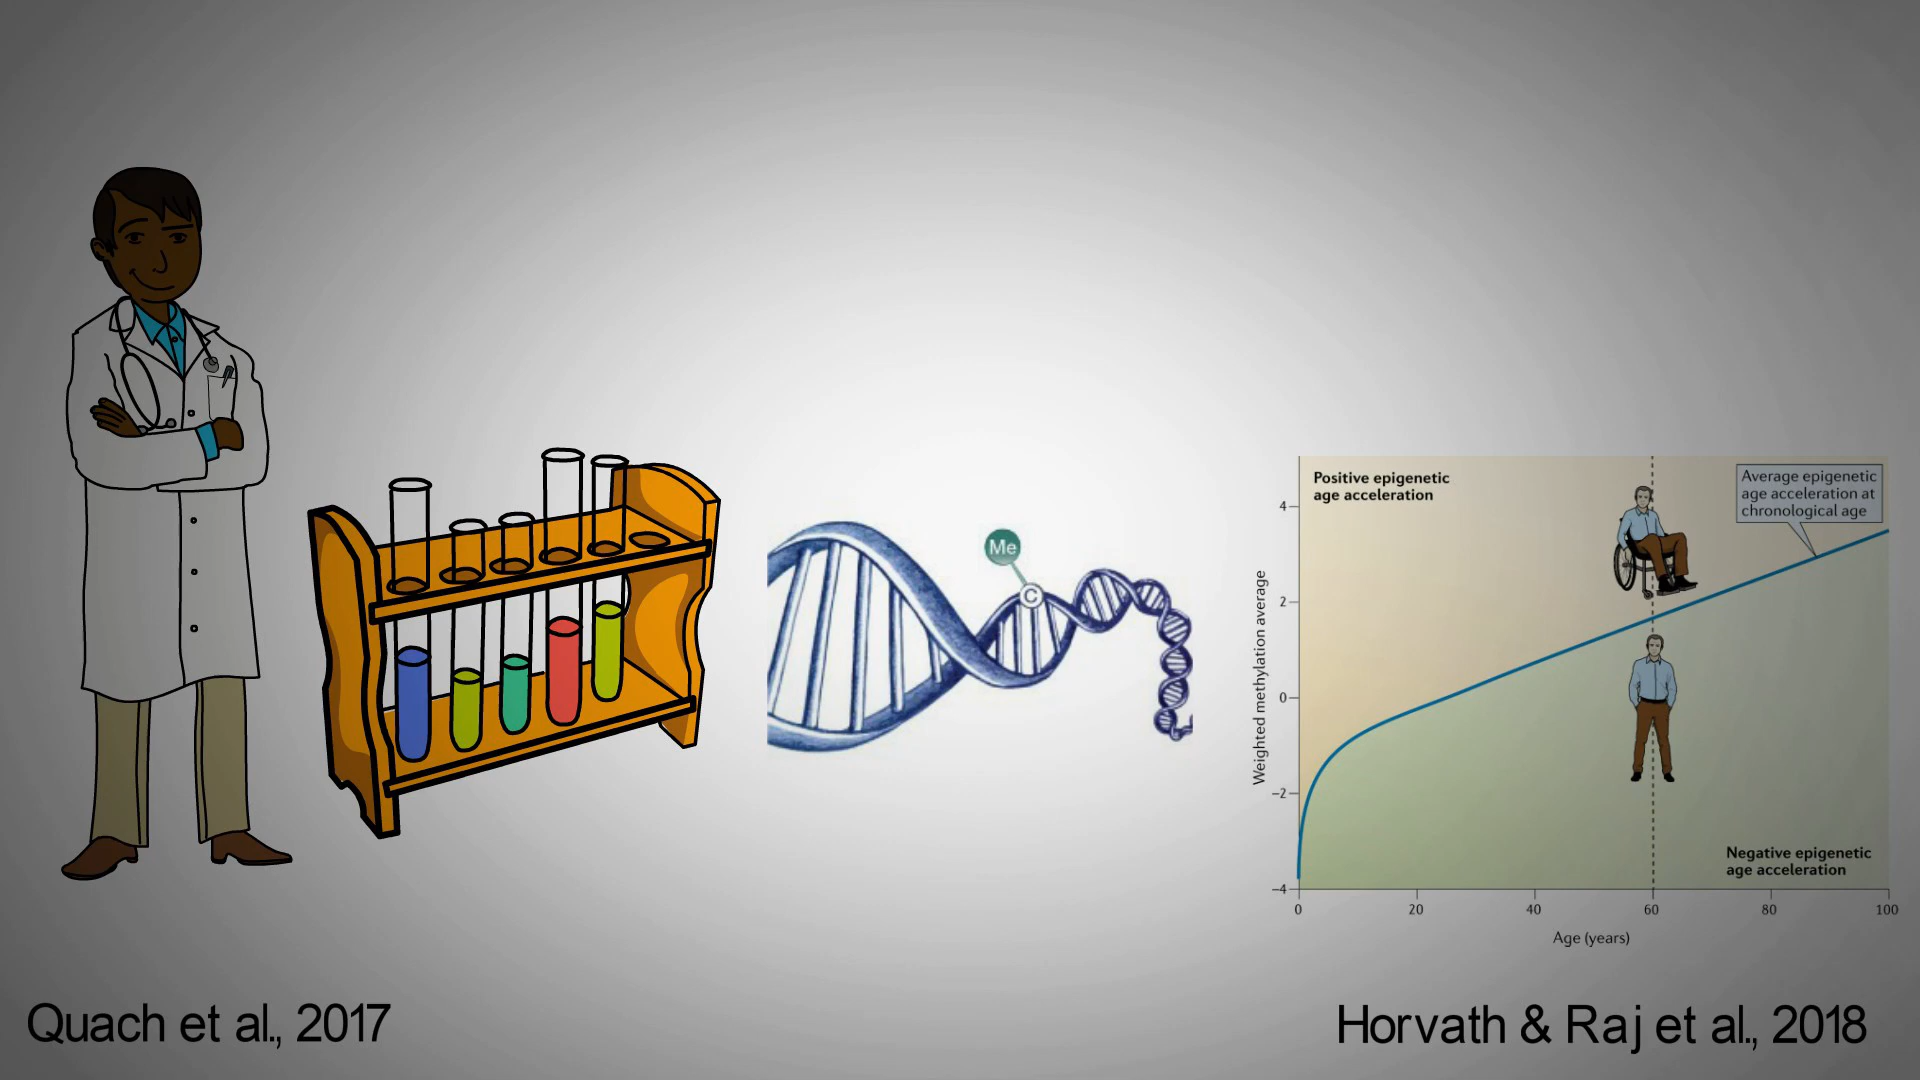 Me
C
Positive epigenetic
age acceleration
Average epigenetic
age acceleration at
chronological age
Weighted methylation average
4
2
0
–2
–4
Negative epigenetic
age acceleration
0 20 40 60 80 100
Age (years)
Quach et al., 2017
Horvath & Raj et al., 2018